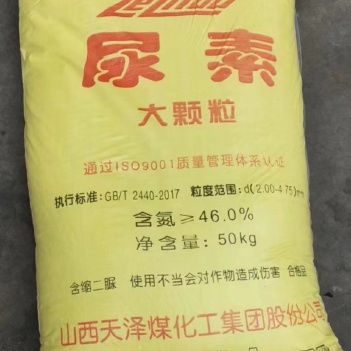 尿素
大颗粒
通过ISO9001质量管理体系认证
执行标准:GB/T 2440-2017 粒度范围:d(2.00-4.75)mm
含氮≥46.0%
净含量:50kg
含缩二脲 使用不当会对作物造成伤害 合格品
山西天泽煤化工集团股份公司